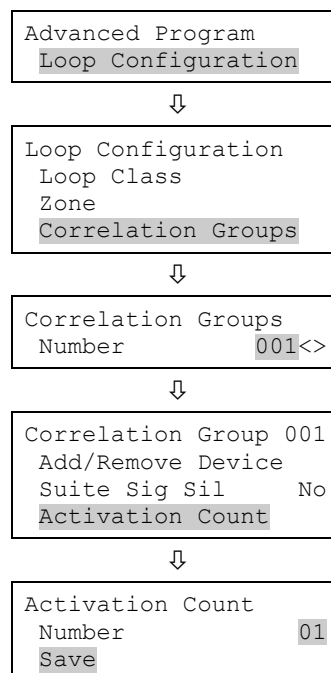 Advanced Program
Loop Configuration
⇩
Loop Configuration
Loop Class
Zone
Correlation Groups
⇩
Correlation Groups
Number 001<>
⇩
Correlation Group 001
Add/Remove Device
Suite Sig Sil No
Activation Count
⇩
Activation Count
Number 01
Save